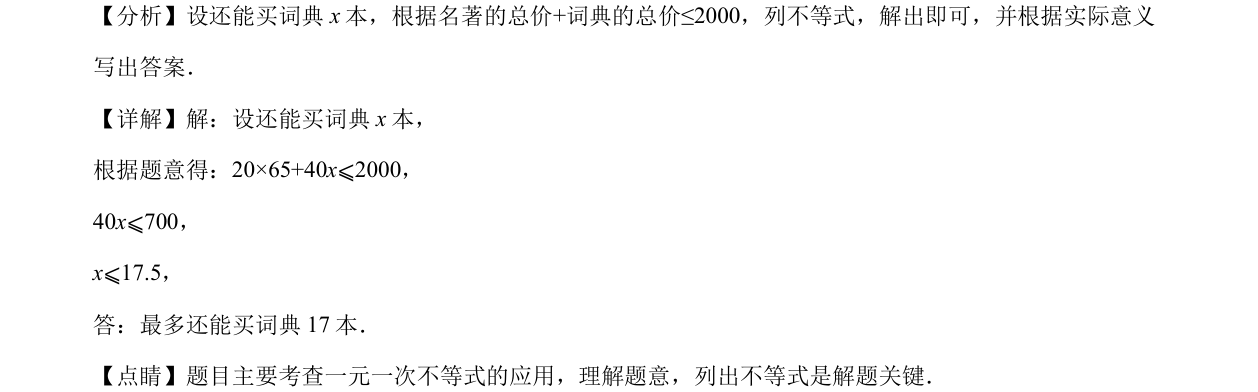 【分析】设还能买词典 x 本，根据名著的总价+词典的总价≤2000，列不等式，解出即可，并根据实际意义
写出答案．
【详解】解：设还能买词典 x 本，
根据题意得：20×65+40x⩽2000，
40x⩽700，
x⩽17.5，
答：最多还能买词典 17 本．
【点睛】题目主要考查一元一次不等式的应用，理解题意，列出不等式是解题关键．